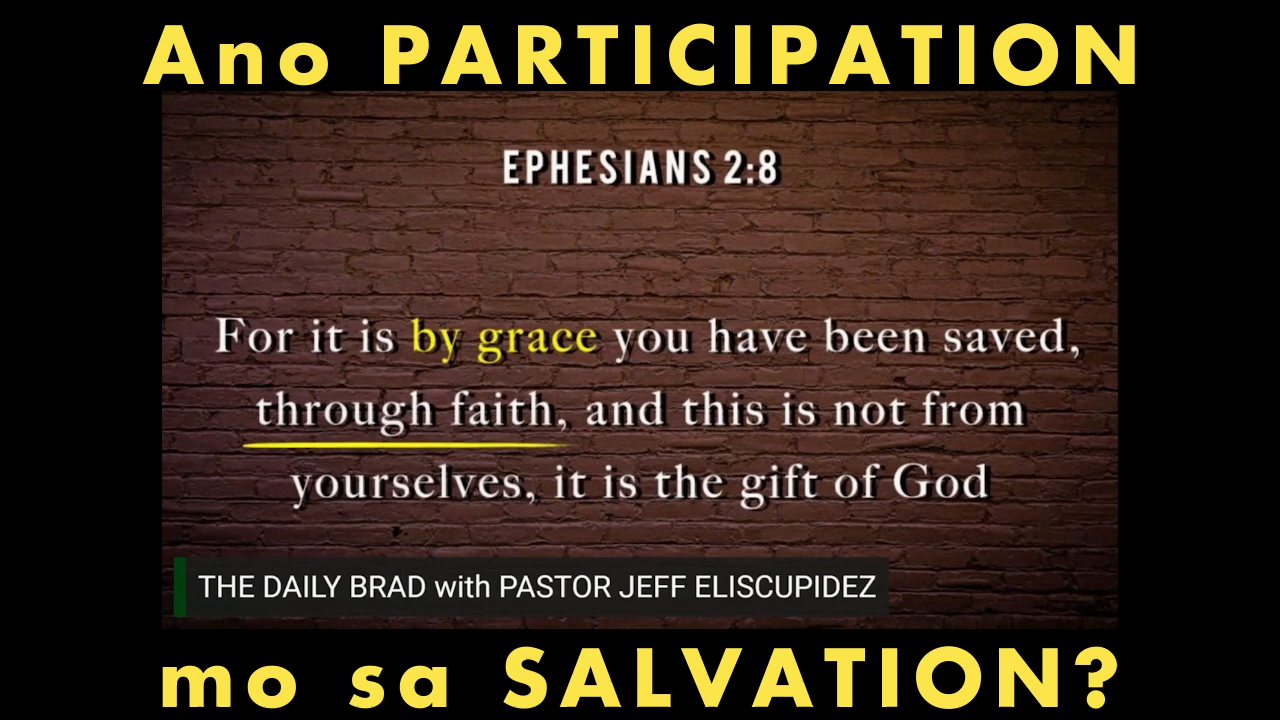 Ano PARTICIPATION
EPHESIANS 2:8
For it is by grace you have been saved,
through faith, and this is not from
yourselves, it is the gift of God
THE DAILY BRAD with PASTOR JEFF ELISCUPIDEZ
mo sa SALVATION?